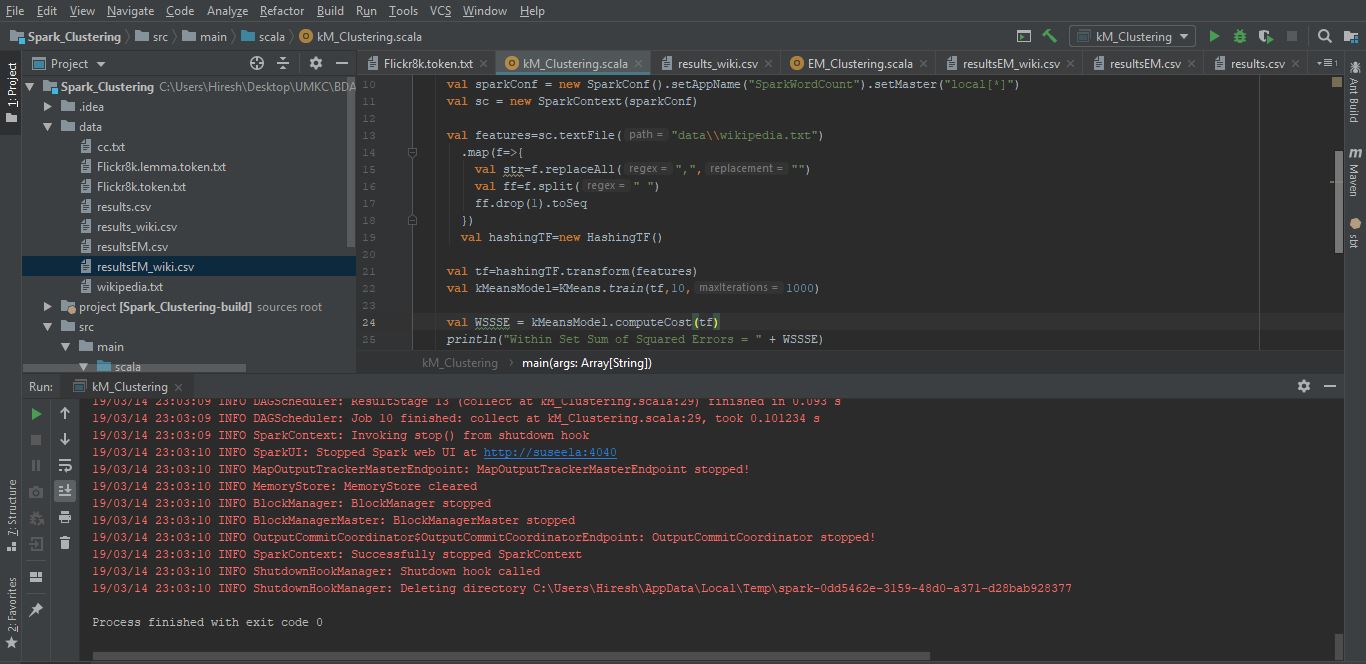 File Edit View Navigate Code Analyze Refactor Build Run Tools VCS Window Help
Spark_Clustering src main scala kM_Clustering.scala kM_Clustering
1: Project
Project
Flickr8k.token.txt kM_Clustering.scala results_wiki.csv EM_Clustering.scala resultsEM_wiki.csv resultsEM.csv results.csv
Spark_Clustering C:\Users\Hiresh\Desktop\UMKC\BDA
.idea
data
cc.txt
Flickr8k.lemma.token.txt
Flickr8k.token.txt
results.csv
results_wiki.csv
resultsEM.csv
resultsEM_wiki.csv
wikipedia.txt
project [Spark_Clustering-build] sources root
src
main
scala
10 val sparkConf = new SparkConf().setAppName("SparkWordCount").setMaster("local[*]")
11 val sc = new SparkContext(sparkConf)
12
13 val features=sc.textFile( path = "data\\wikipedia.txt")
14 .map(f=>{
15 val str=f.replaceAll( regex = ",", replacement = "")
16 val ff=f.split( regex = " ")
17 ff.drop(1).toSeq
18 })
19 val hashingTF=new HashingTF()
20
21 val tf=hashingTF.transform(features)
22 val kMeansModel=KMeans.train(tf,10, maxIterations = 1000)
23
24 val WSSSE = kMeansModel.computeCost(tf)
25 println("Within Set Sum of Squared Errors = " + WSSSE)
kM_Clustering main(args: Array[String])
Ant Build
Maven
sbt
Run: kM_Clustering
19/03/14 23:03:09 INFO DAGScheduler: ResultStage 13 (collect at kM_Clustering.scala:29) finished in 0.093 s
19/03/14 23:03:09 INFO DAGScheduler: Job 10 finished: collect at kM_Clustering.scala:29, took 0.101234 s
19/03/14 23:03:09 INFO SparkContext: Invoking stop() from shutdown hook
19/03/14 23:03:10 INFO SparkUI: Stopped Spark web UI at http://suseela:4040
19/03/14 23:03:10 INFO MapOutputTrackerMasterEndpoint: MapOutputTrackerMasterEndpoint stopped!
19/03/14 23:03:10 INFO MemoryStore: MemoryStore cleared
19/03/14 23:03:10 INFO BlockManager: BlockManager stopped
19/03/14 23:03:10 INFO BlockManagerMaster: BlockManagerMaster stopped
19/03/14 23:03:10 INFO OutputCommitCoordinator$OutputCommitCoordinatorEndpoint: OutputCommitCoordinator stopped!
19/03/14 23:03:10 INFO SparkContext: Successfully stopped SparkContext
19/03/14 23:03:10 INFO ShutdownHookManager: Shutdown hook called
19/03/14 23:03:10 INFO ShutdownHookManager: Deleting directory C:\Users\Hiresh\AppData\Local\Temp\spark-0dd5462e-3159-48d0-a371-d28bab928377
Process finished with exit code 0
7: Structure
2: Favorites